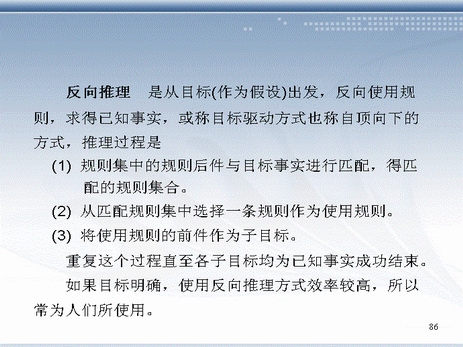 反向推理 是从目标(作为假设)出发，反向使用规
则，求得已知事实，或称目标驱动方式也称自顶向下的
方式，推理过程是
(1) 规则集中的规则后件与目标事实进行匹配，得匹
配的规则集合。
(2) 从匹配规则集中选择一条规则作为使用规则。
(3) 将使用规则的前件作为子目标。
重复这个过程直至各子目标均为已知事实成功结束。
如果目标明确，使用反向推理方式效率较高，所以
常为人们所使用。
86